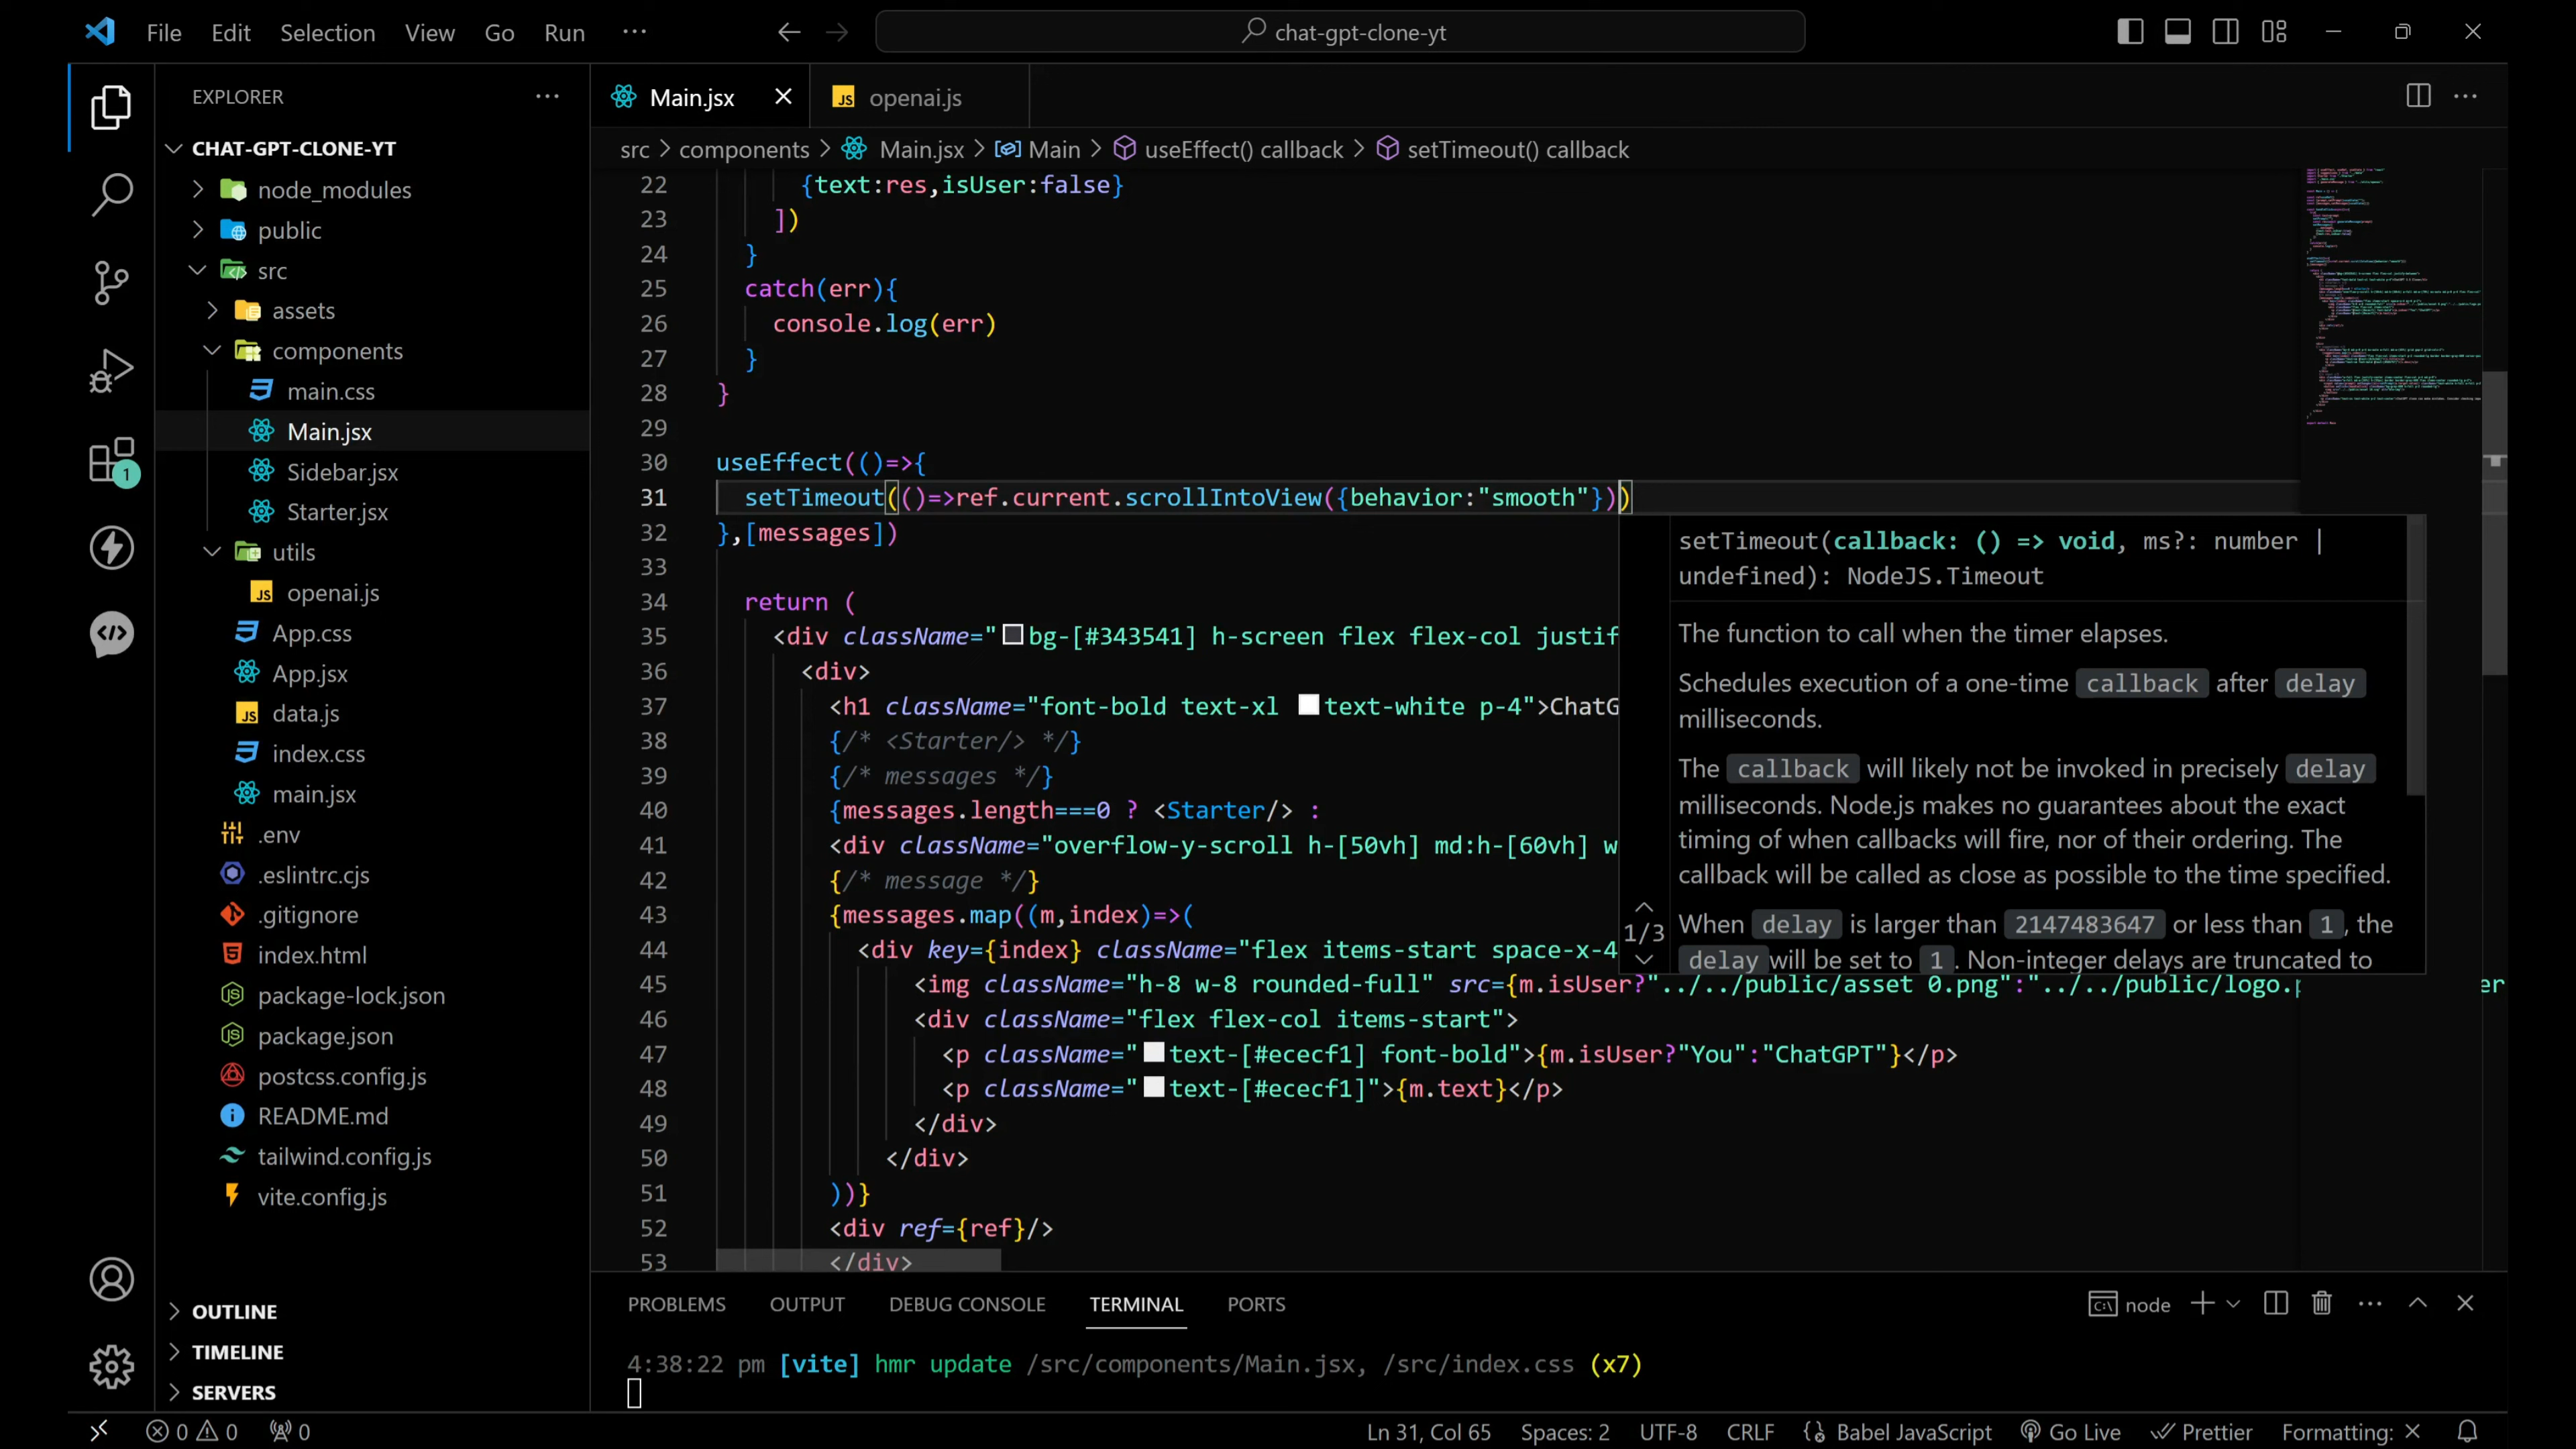 File Edit Selection View Go Run ···
chat-gpt-clone-yt
EXPLORER ···
CHAT-GPT-CLONE-YT
node_modules
public
src
assets
components
main.css
Main.jsx
Sidebar.jsx
Starter.jsx
utils
JS openai.js
App.css
App.jsx
JS data.js
index.css
main.jsx
.env
.eslintrc.cjs
.gitignore
index.html
package-lock.json
package.json
postcss.config.js
README.md
tailwind.config.js
vite.config.js
OUTLINE
TIMELINE
SERVERS
1
Main.jsx
JS openai.js
src > components > Main.jsx > Main > useEffect() callback > setTimeout() callback
22 {text:res,isUser:false}
23 ])
24 }
25 catch(err){
26 console.log(err)
27 }
28 }
29
30 useEffect(()=>{
31 setTimeout(()=>ref.current.scrollIntoView({behavior:"smooth"}))
32 },[messages])
33
34 return (
35 <div className="bg-[#343541] h-screen flex flex-col justif
36 <div>
37 <h1 className="font-bold text-xl text-white p-4">ChatG
38 {/* <Starter/> */}
39 {/* messages */}
40 {messages.length===0 ? <Starter/> :
41 <div className="overflow-y-scroll h-[50vh] md:h-[60vh] w
42 {/* message */}
43 {messages.map((m,index)=>(
44 <div key={index} className="flex items-start space-x-4
45 <img className="h-8 w-8 rounded-full" src={m.isUser?"../../public/asset 0.png":"../../public/logo.p er
46 <div className="flex flex-col items-start">
47 <p className="text-[#ececf1] font-bold">{m.isUser?"You":"ChatGPT"}</p>
48 <p className="text-[#ececf1]">{m.text}</p>
49 </div>
50 </div>
51 ))}
52 <div ref={ref}/>
53 </div>
setTimeout(callback: () => void, ms?: number |
undefined): NodeJS.Timeout
The function to call when the timer elapses.
Schedules execution of a one-time callback after delay
milliseconds.
The callback will likely not be invoked in precisely delay
milliseconds. Node.js makes no guarantees about the exact
timing of when callbacks will fire, nor of their ordering. The
callback will be called as close as possible to the time specified.
1/3
When delay is larger than 2147483647 or less than 1, the
delay will be set to 1. Non-integer delays are truncated to
PROBLEMS OUTPUT DEBUG CONSOLE TERMINAL PORTS
node
4:38:22 pm [vite] hmr update /src/components/Main.jsx, /src/index.css (x7)
0 0 0
Ln 31, Col 65 Spaces: 2 UTF-8 CRLF Babel JavaScript Go Live Prettier Formatting: ×